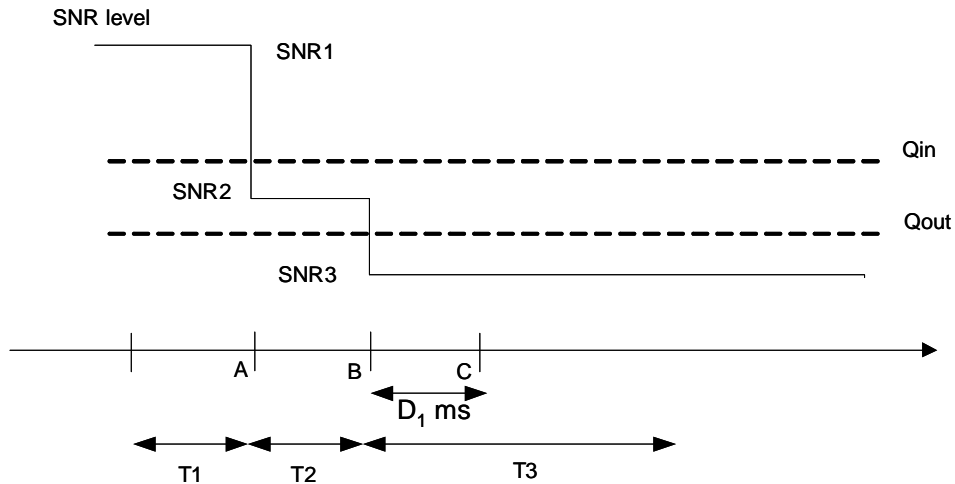 SNR level
SNR1
Qin
SNR2
Qout
SNR3
A
B
C
D1 ms
T1
T2
T3